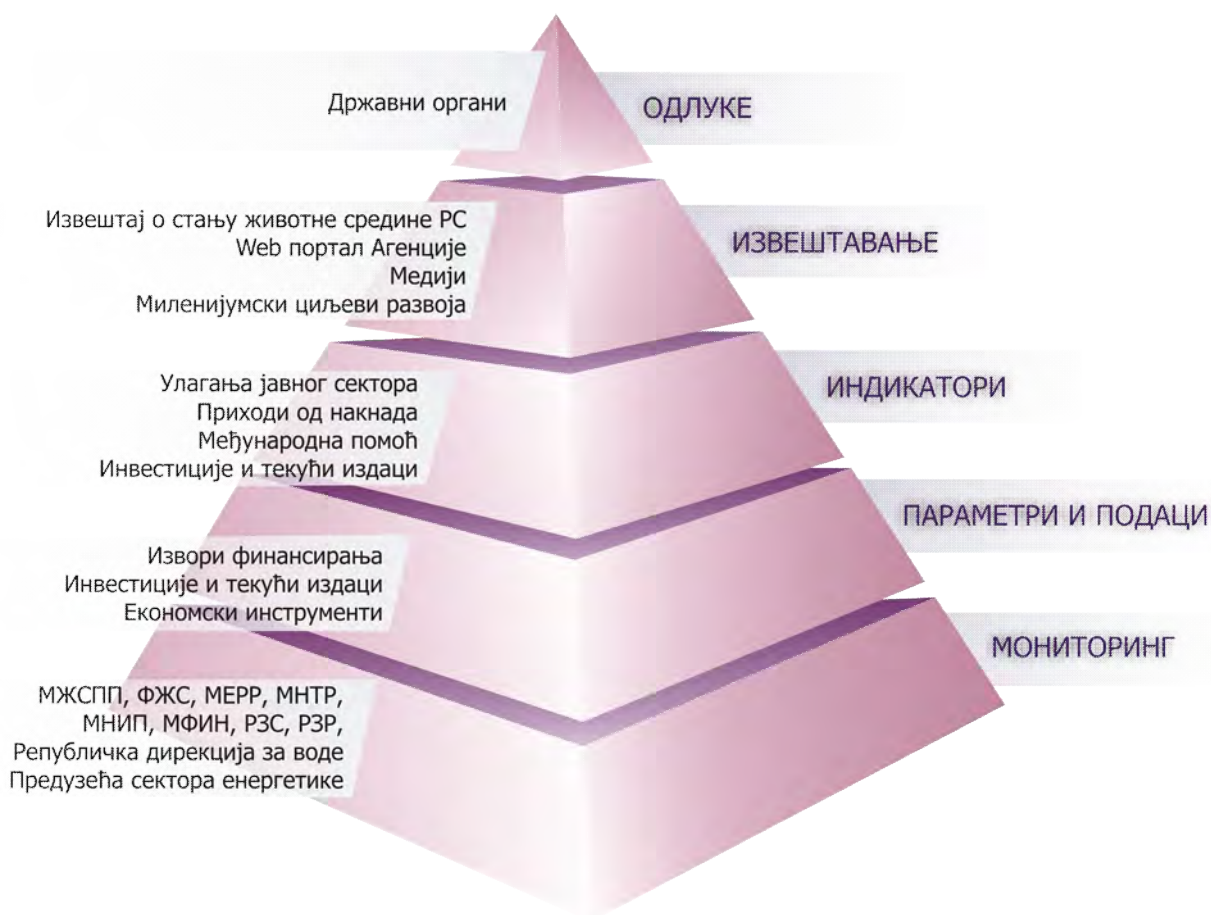 Државни органи
ОДЛУКЕ
Извештај о стању животне средине РС
Web портал Агенције
Медији
Миленијумски циљеви развоја
ИЗВЕШТАВАЊЕ
Улагања јавног сектора
Приходи од накнада
Међународна помоћ
Инвестиције и текући издаци
ИНДИКАТОРИ
Извори финансирања
Инвестиције и текући издаци
Економски инструменти
ПАРАМЕТРИ И ПОДАЦИ
МЖСПП, ФЖС, МЕРР, МНТР,
МНИП, МФИН, РЗС, РЗР,
Републичка дирекција за воде
Предузећа сектора енергетике
МОНИТОРИНГ